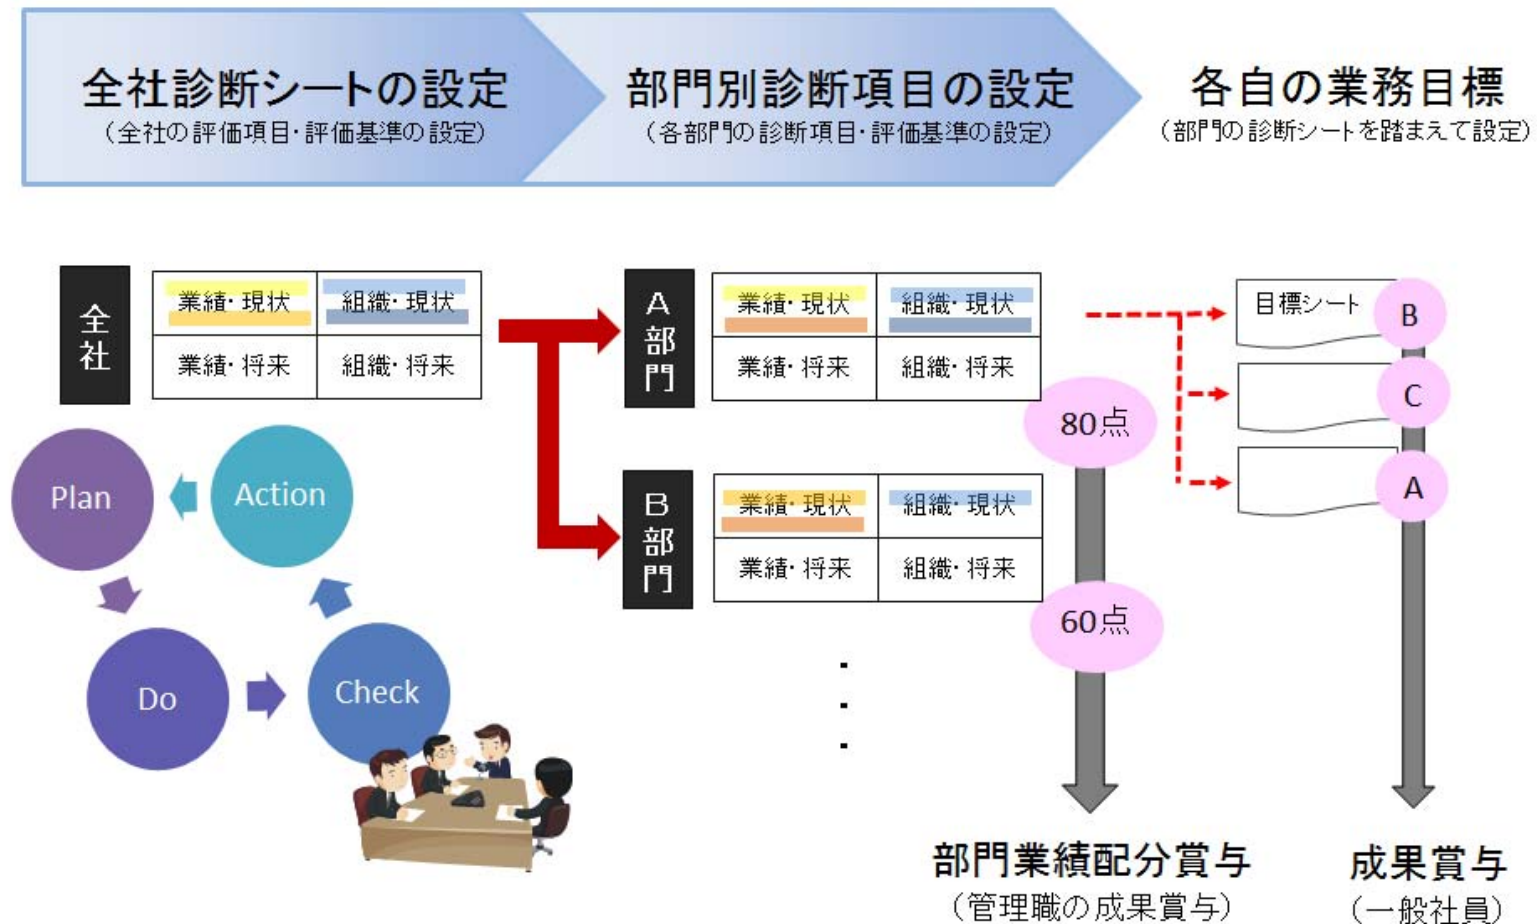 全社診断シートの設定
（全社の評価項目・評価基準の設定）
部門別診断項目の設定
（各部門の診断項目・評価基準の設定）
各自の業務目標
（部門の診断シートを踏まえて設定）
全社
業績・現状
組織・現状
業績・将来
組織・将来
A部門
業績・現状
組織・現状
業績・将来
組織・将来
80点
目標シート
B
C
A
B部門
業績・現状
組織・現状
業績・将来
組織・将来
60点
Plan
Action
Do
Check
部門業績配分賞与
（管理職の成果賞与）
成果賞与
（一般社員）